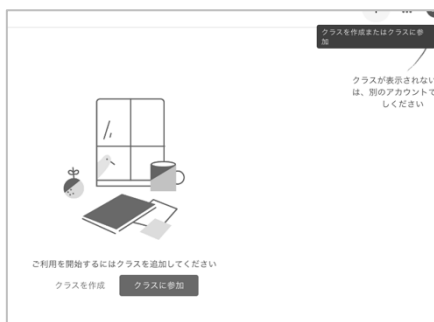 クラスを作成またはクラスに参
加
クラスが表示されない
は、別のアカウントで
しください
ご利用を開始するにはクラスを追加してください
クラスを作成
クラスに参加